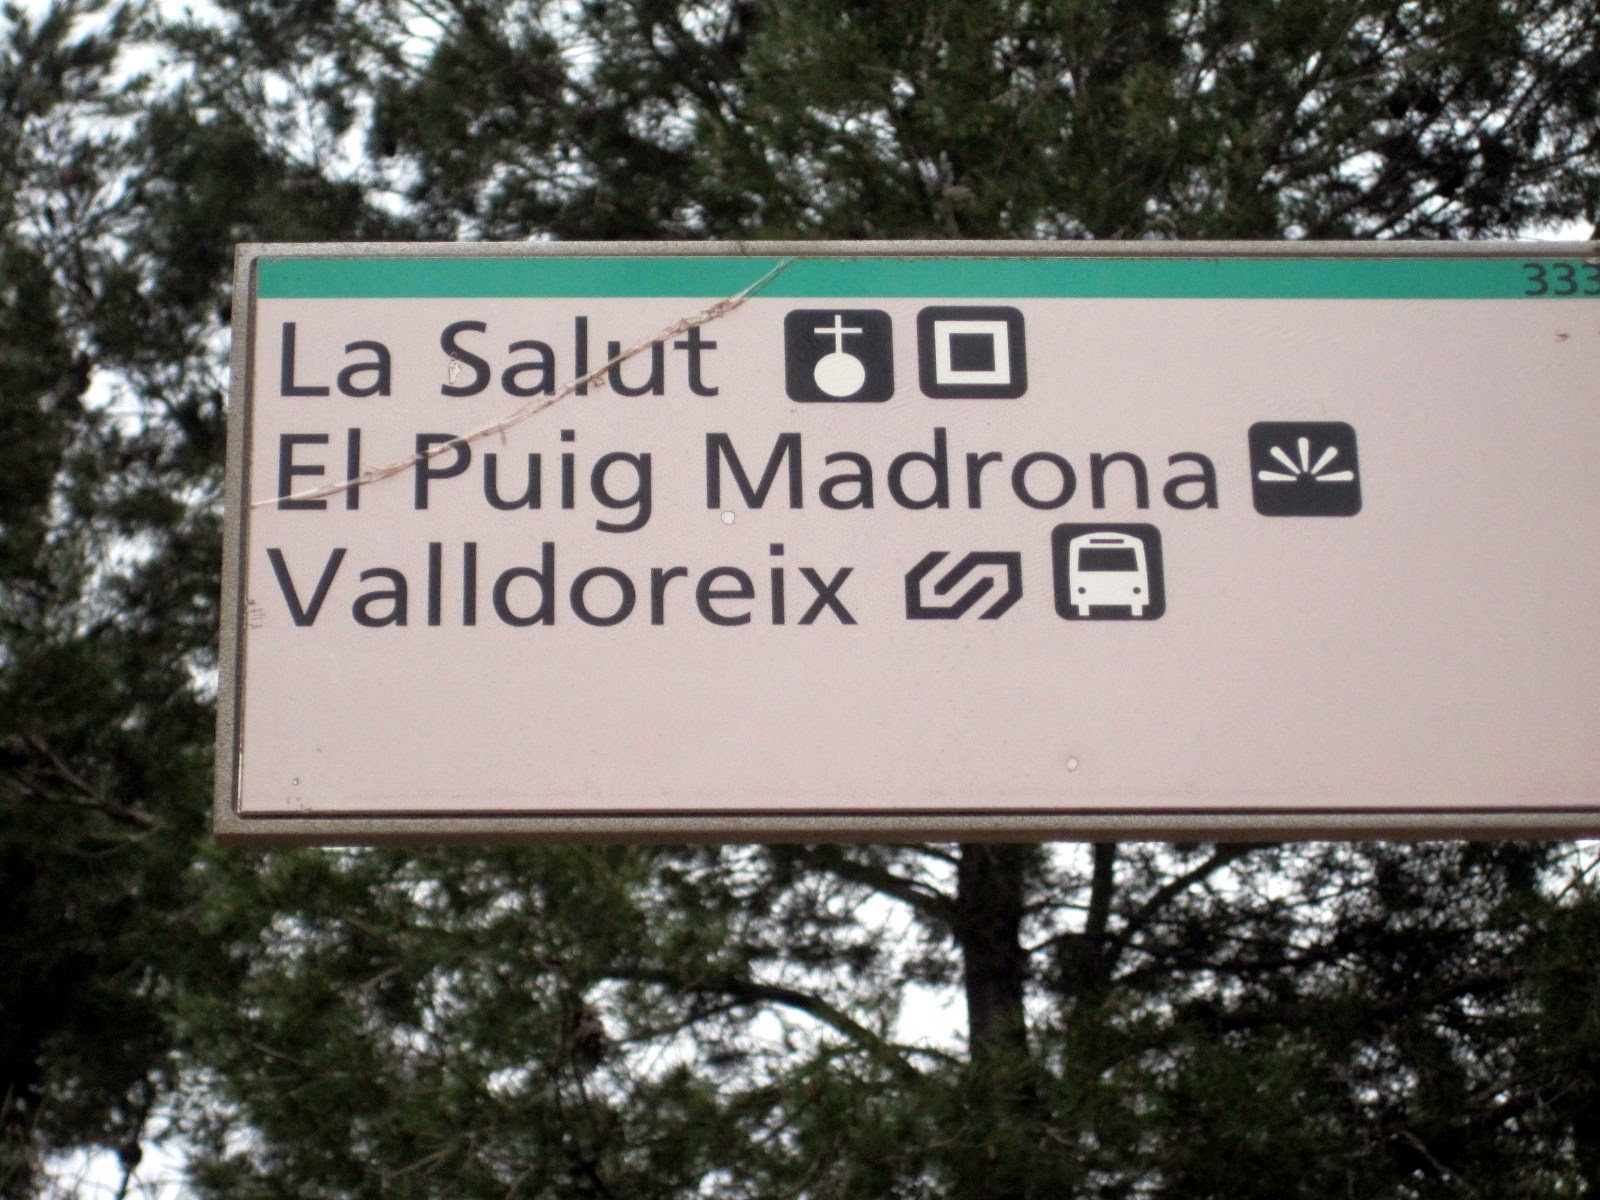 333
La Salut
El Puig Madrona
Valldoreix